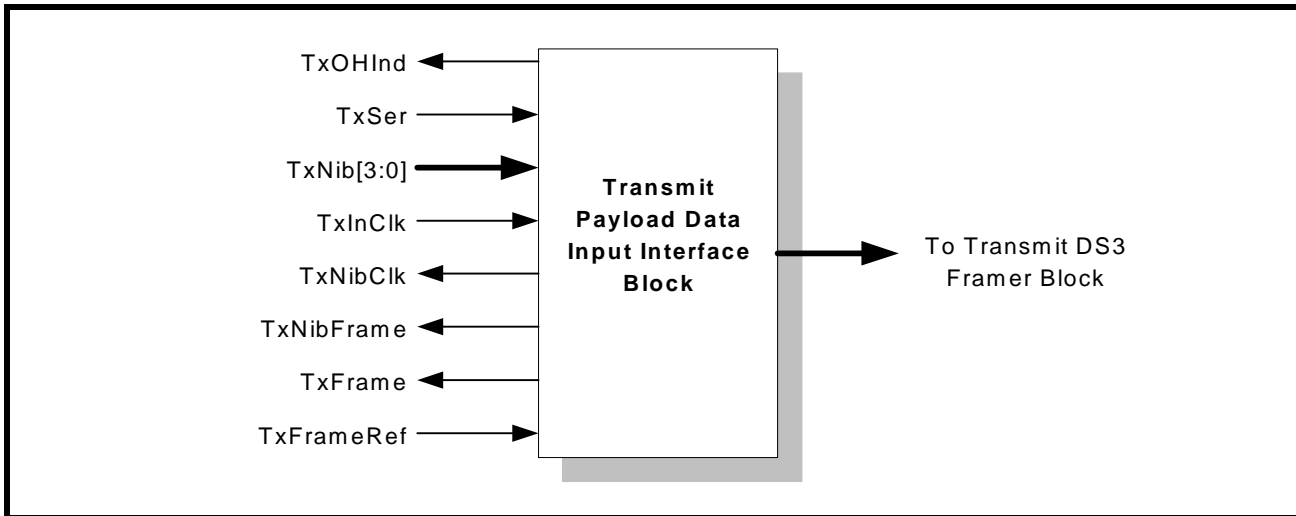 TxOHInd
TxSer
TxNib[3:0]
TxInClk
TxNibClk
TxNibFrame
TxFrame
TxFrameRef
Transmit
Payload Data
Input Interface
Block
To Transmit DS3
Framer Block